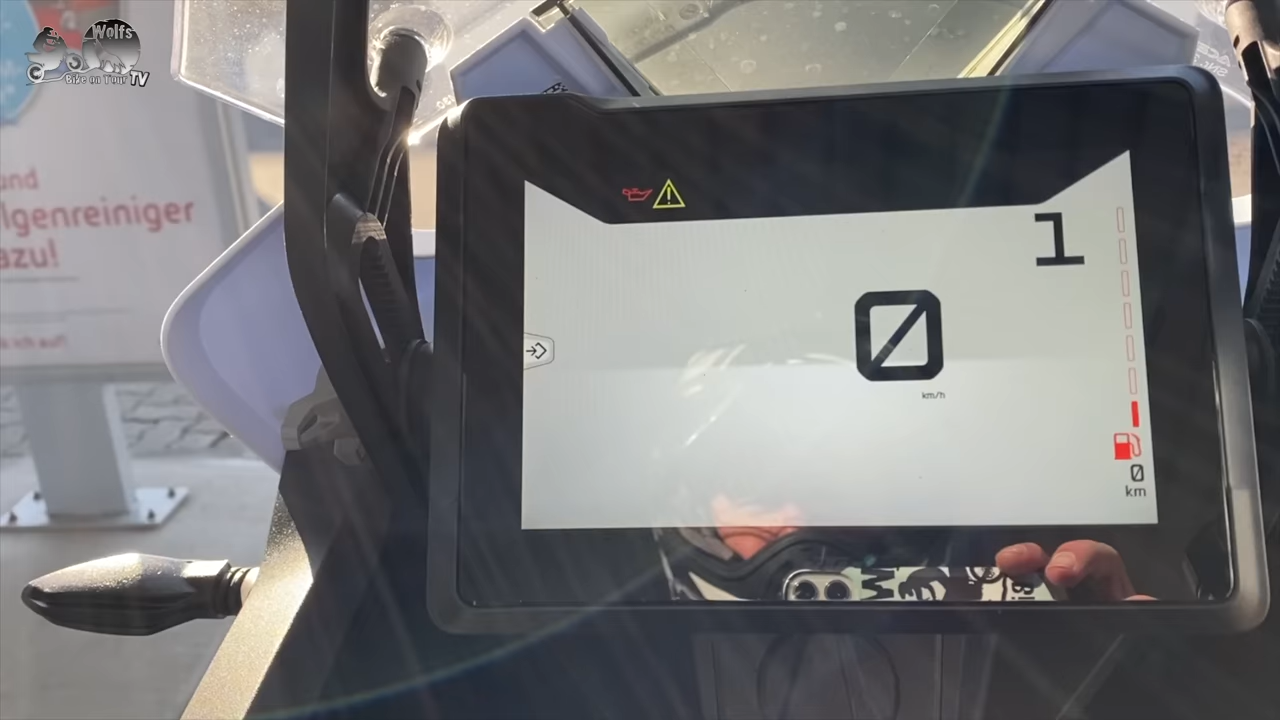 Wolfs
Bike on Tour TV
und
lgenreiniger
azu!
1
0
km/h
0
km